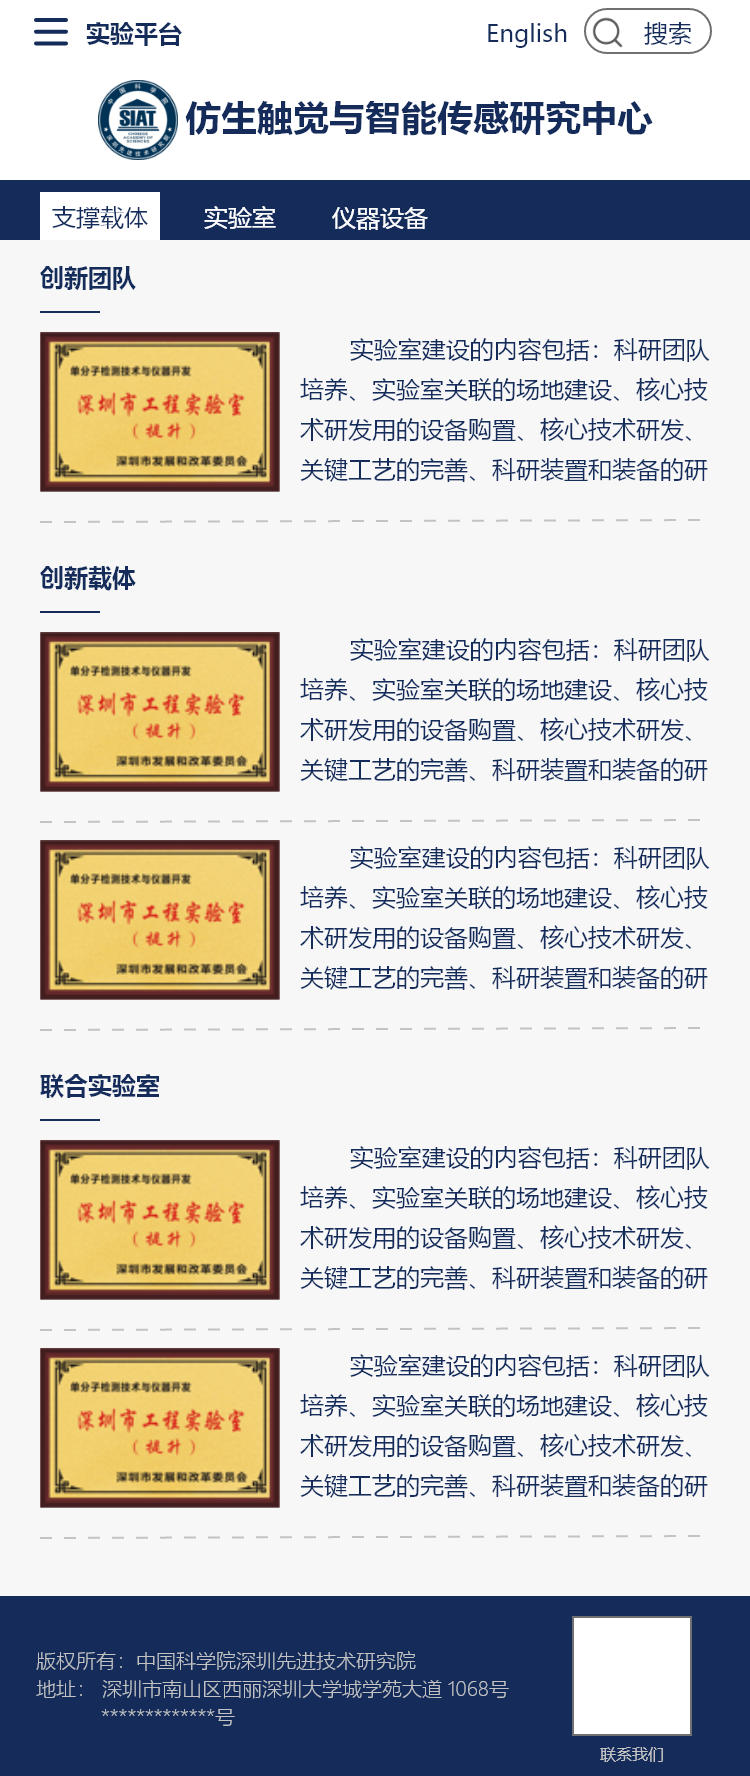 实验平台
English
搜索
SIAT
CHINESE
ACADEMY OF
SCIENCES
仿生触觉与智能传感研究中心
支撑载体
实验室
仪器设备
创新团队
单分子检测技术与仪器开发
深圳市工程实验室
（提升）
深圳市发展和改革委员会
实验室建设的内容包括：科研团队
培养、实验室关联的场地建设、核心技
术研发用的设备购置、核心技术研发、
关键工艺的完善、科研装置和装备的研
创新载体
单分子检测技术与仪器开发
深圳市工程实验室
（提升）
深圳市发展和改革委员会
实验室建设的内容包括：科研团队
培养、实验室关联的场地建设、核心技
术研发用的设备购置、核心技术研发、
关键工艺的完善、科研装置和装备的研
单分子检测技术与仪器开发
深圳市工程实验室
（提升）
深圳市发展和改革委员会
实验室建设的内容包括：科研团队
培养、实验室关联的场地建设、核心技
术研发用的设备购置、核心技术研发、
关键工艺的完善、科研装置和装备的研
联合实验室
单分子检测技术与仪器开发
深圳市工程实验室
（提升）
深圳市发展和改革委员会
实验室建设的内容包括：科研团队
培养、实验室关联的场地建设、核心技
术研发用的设备购置、核心技术研发、
关键工艺的完善、科研装置和装备的研
单分子检测技术与仪器开发
深圳市工程实验室
（提升）
深圳市发展和改革委员会
实验室建设的内容包括：科研团队
培养、实验室关联的场地建设、核心技
术研发用的设备购置、核心技术研发、
关键工艺的完善、科研装置和装备的研
版权所有：中国科学院深圳先进技术研究院
地址： 深圳市南山区西丽深圳大学城学苑大道 1068号
*************号
联系我们